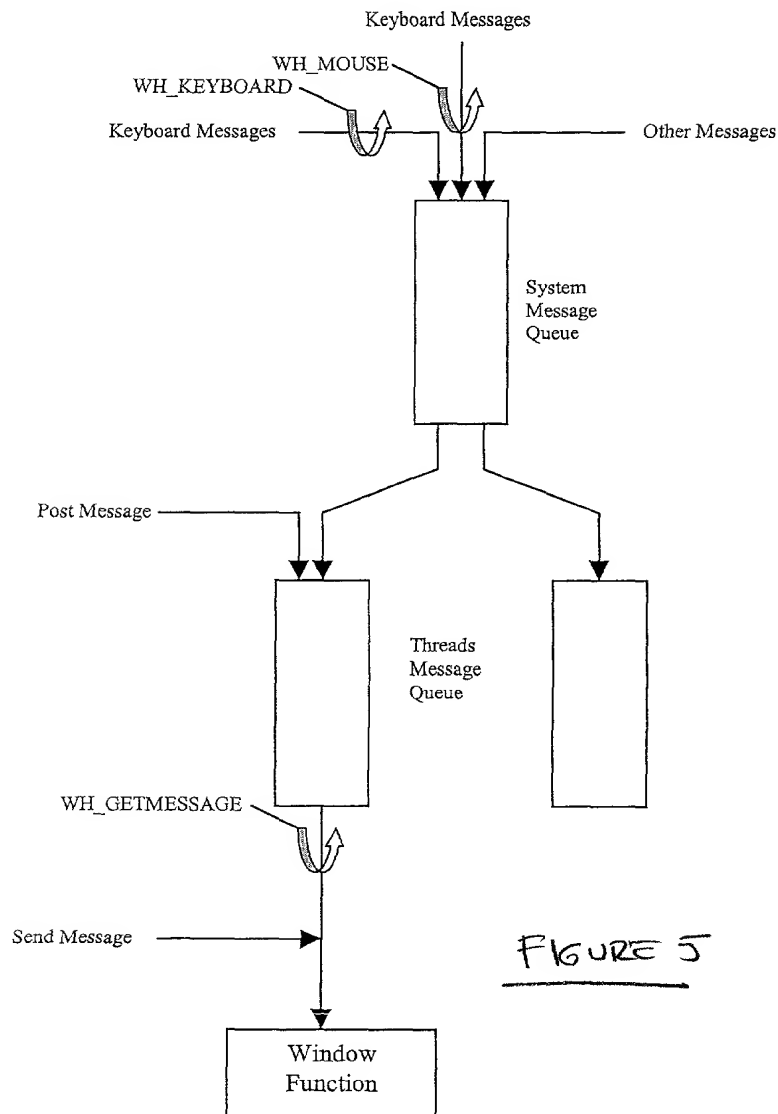 Keyboard Messages
WH_MOUSE
WH_KEYBOARD
Keyboard Messages
Other Messages
System
Message
Queue
Post Message
Threads
Message
Queue
WH_GETMESSAGE
Send Message
FIGURE 5
Window
Function